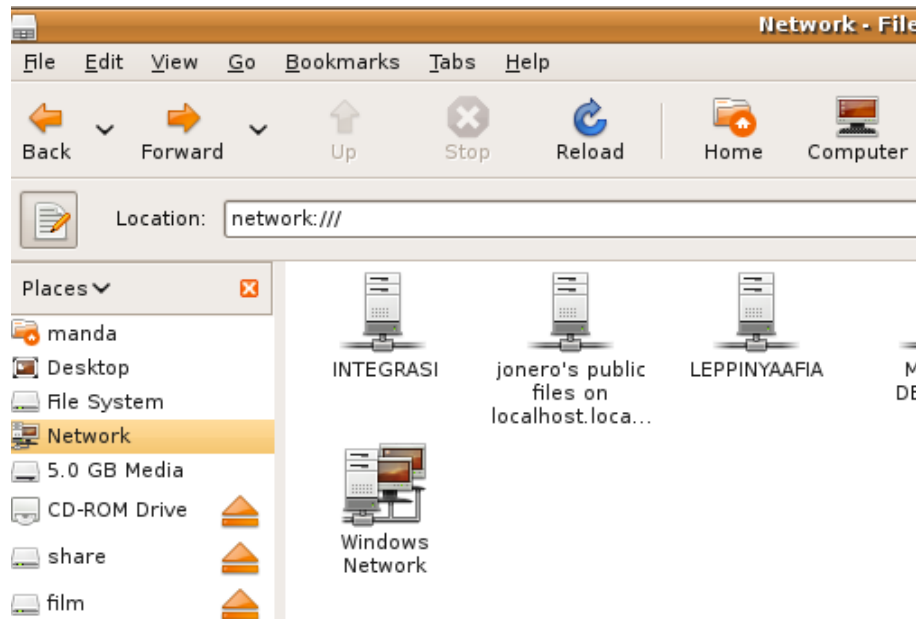 Network - File
File Edit View Go Bookmarks Tabs Help
Back Forward Up Stop Reload Home Computer
Location: network:///
Places
manda
Desktop
File System
Network
5.0 GB Media
CD-ROM Drive
share
film
INTEGRASI
jonero's public
files on
localhost.loca...
LEPPINYAAFIA
M
DE
Windows
Network